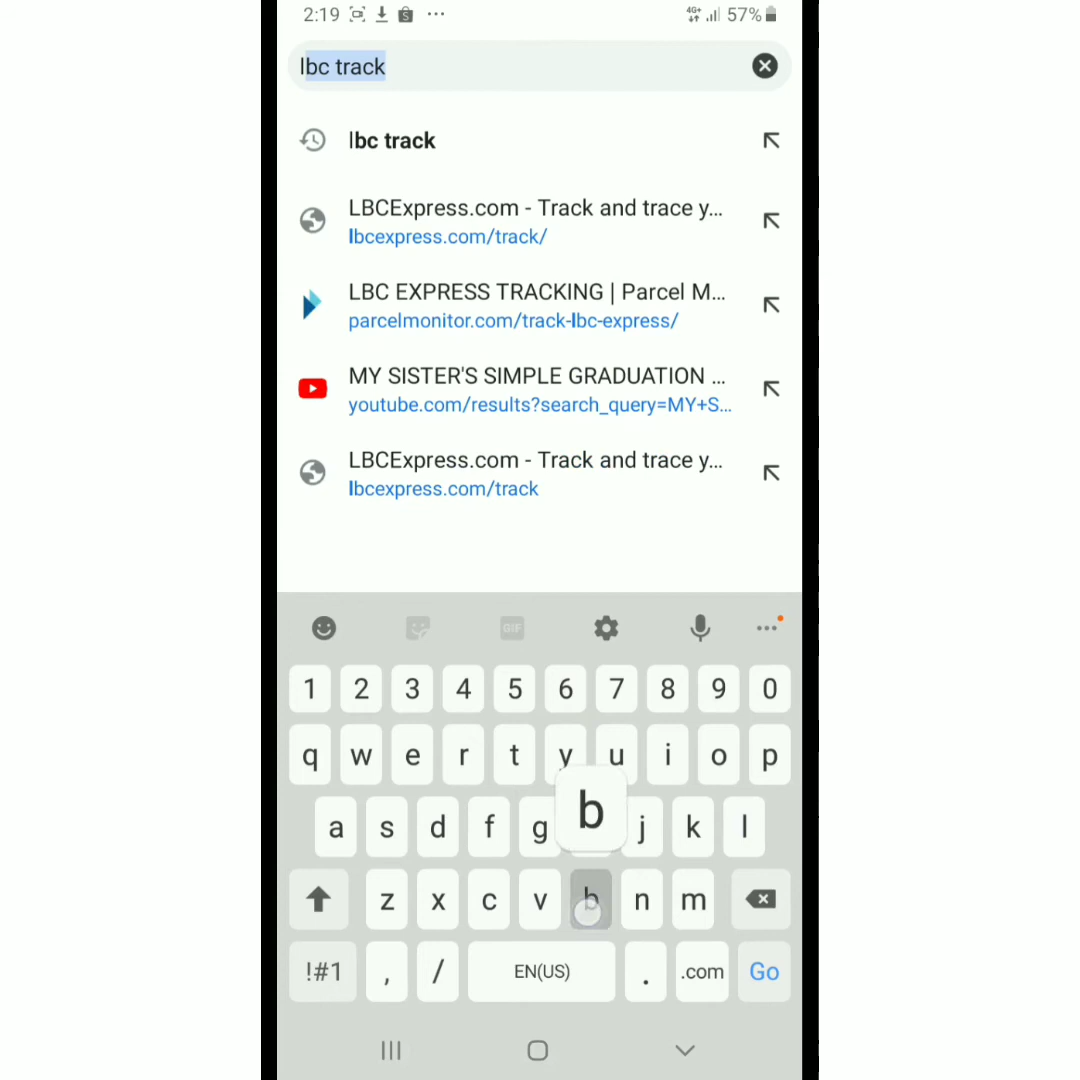 2:19 57%
lbc track
lbc track
LBCExpress.com - Track and trace y...
lbcexpress.com/track/
LBC EXPRESS TRACKING | Parcel M...
parcelmonitor.com/track-lbc-express/
MY SISTER'S SIMPLE GRADUATION ...
youtube.com/results?search_query=MY+S...
LBCExpress.com - Track and trace y...
lbcexpress.com/track
GIF
1 2 3 4 5 6 7 8 9 0
q w e r t y u i o p
b
a s d f g j k l
z x c v b n m
!#1 , / EN(US) . .com Go